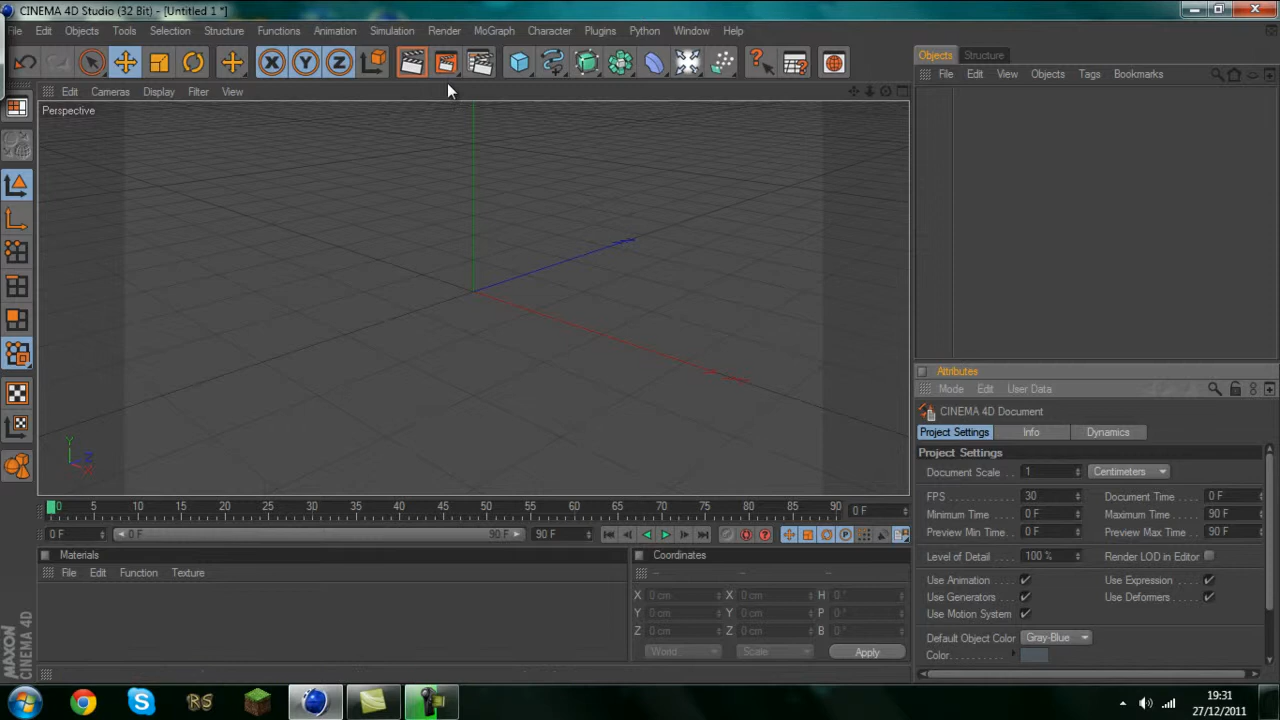 CINEMA 4D Studio (32 Bit) - [Untitled 1 *]
File Edit Objects Tools Selection Structure Functions Animation Simulation Render MoGraph Character Plugins Python Window Help
Objects Structure
File Edit View Objects Tags Bookmarks
Edit Cameras Display Filter View
Perspective
X Y Z
Y
Z
X
Attributes
Mode Edit User Data
CINEMA 4D Document
Project Settings Info Dynamics
Project Settings
Document Scale . . 1 Centimeters
FPS 30 Document Time 0 F
Minimum Time 0 F Maximum Time 90 F
Preview Min Time 0 F Preview Max Time 90 F
Level of Detail 100 % Render LOD in Editor
Use Animation Use Expression
Use Generators Use Deformers
Use Motion System
Default Object Color Gray-Blue
Color
0 5 10 15 20 25 30 35 40 45 50 55 60 65 70 75 80 85 90 0 F
0 F 0 F 90 F 90 F
Materials
File Edit Function Texture
Coordinates
X 0 cm X 0 cm H 0 °
Y 0 cm Y 0 cm P 0 °
Z 0 cm Z 0 cm B 0 °
World Scale Apply
MAXON
CINEMA 4D
RS
19:31
27/12/2011